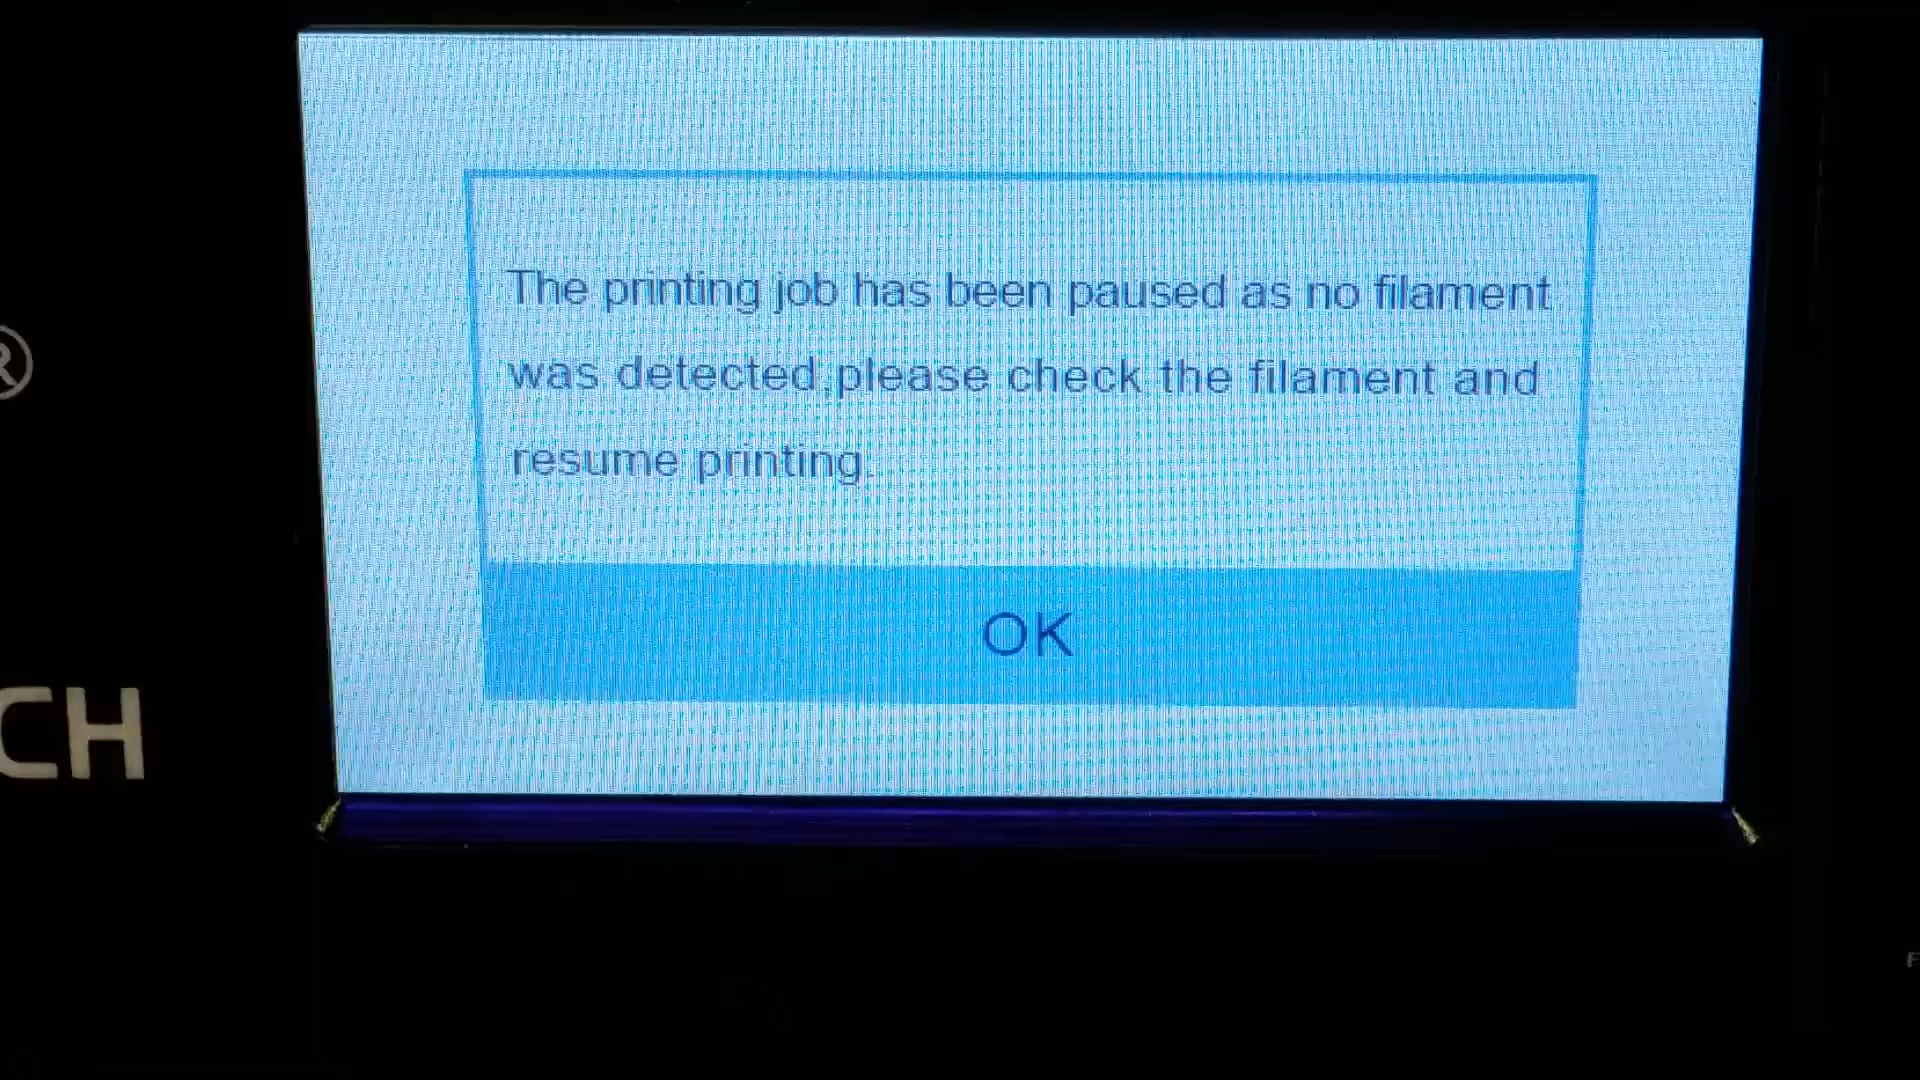 The printing job has been paused as no filament
was detected,please check the filament and
resume printing.
OK
®
CH
F